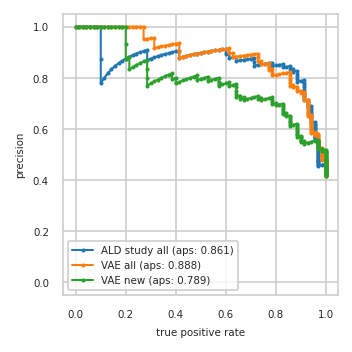 1.0
0.8
0.6
0.4
0.2
0.0
precision
ALD study all (aps: 0.861)
VAE all (aps: 0.888)
VAE new (aps: 0.789)
0.0 0.2 0.4 0.6 0.8 1.0
true positive rate